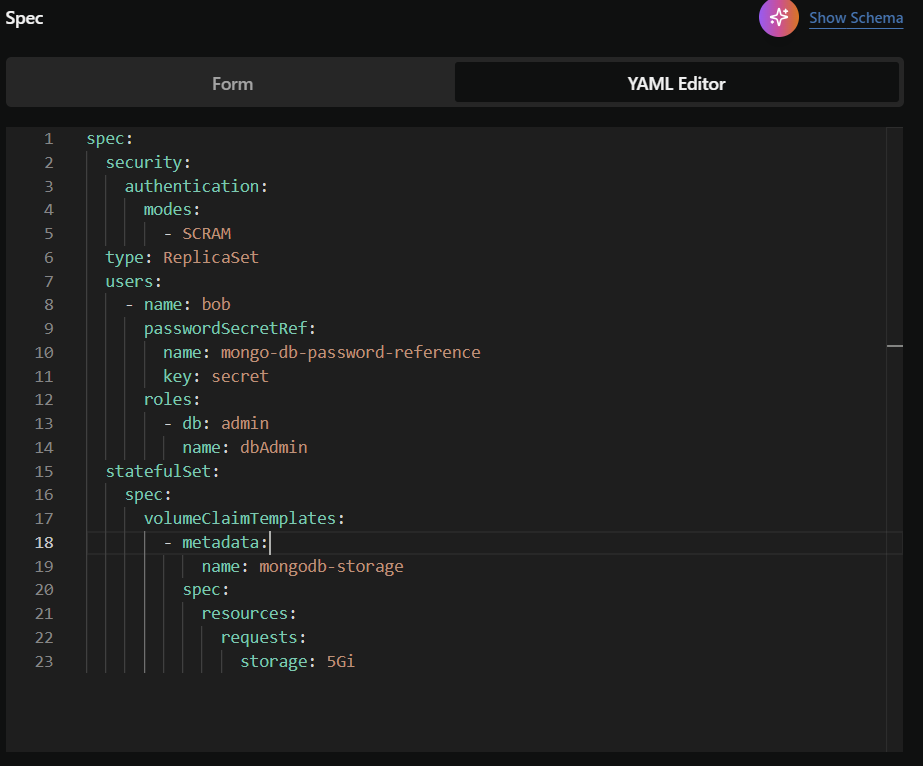 Spec
Show Schema
Form
YAML Editor
1 spec:
2   security:
3     authentication:
4       modes:
5         - SCRAM
6   type: ReplicaSet
7   users:
8     - name: bob
9       passwordSecretRef:
10         name: mongo-db-password-reference
11         key: secret
12       roles:
13         - db: admin
14           name: dbAdmin
15   statefulSet:
16     spec:
17       volumeClaimTemplates:
18         - metadata:
19             name: mongodb-storage
20           spec:
21             resources:
22               requests:
23                 storage: 5Gi